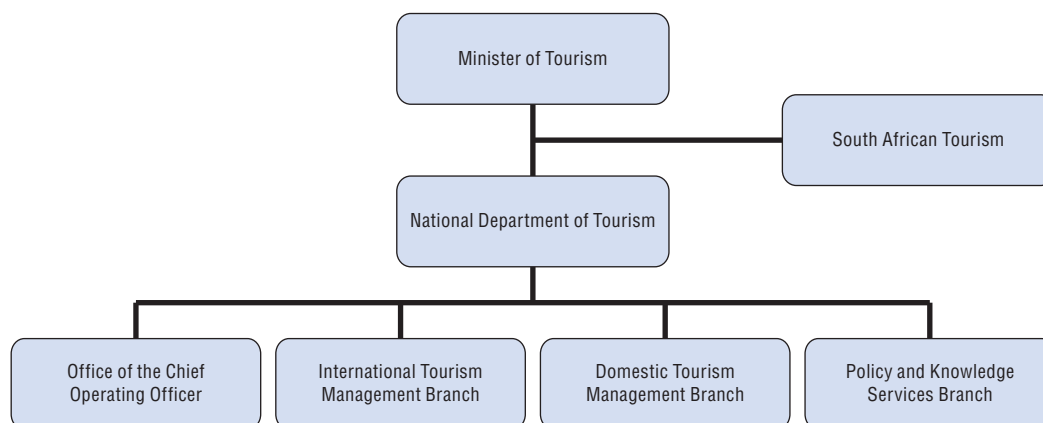 Minister of Tourism
South African Tourism
National Department of Tourism
Office of the Chief
Operating Officer
International Tourism
Management Branch
Domestic Tourism
Management Branch
Policy and Knowledge
Services Branch